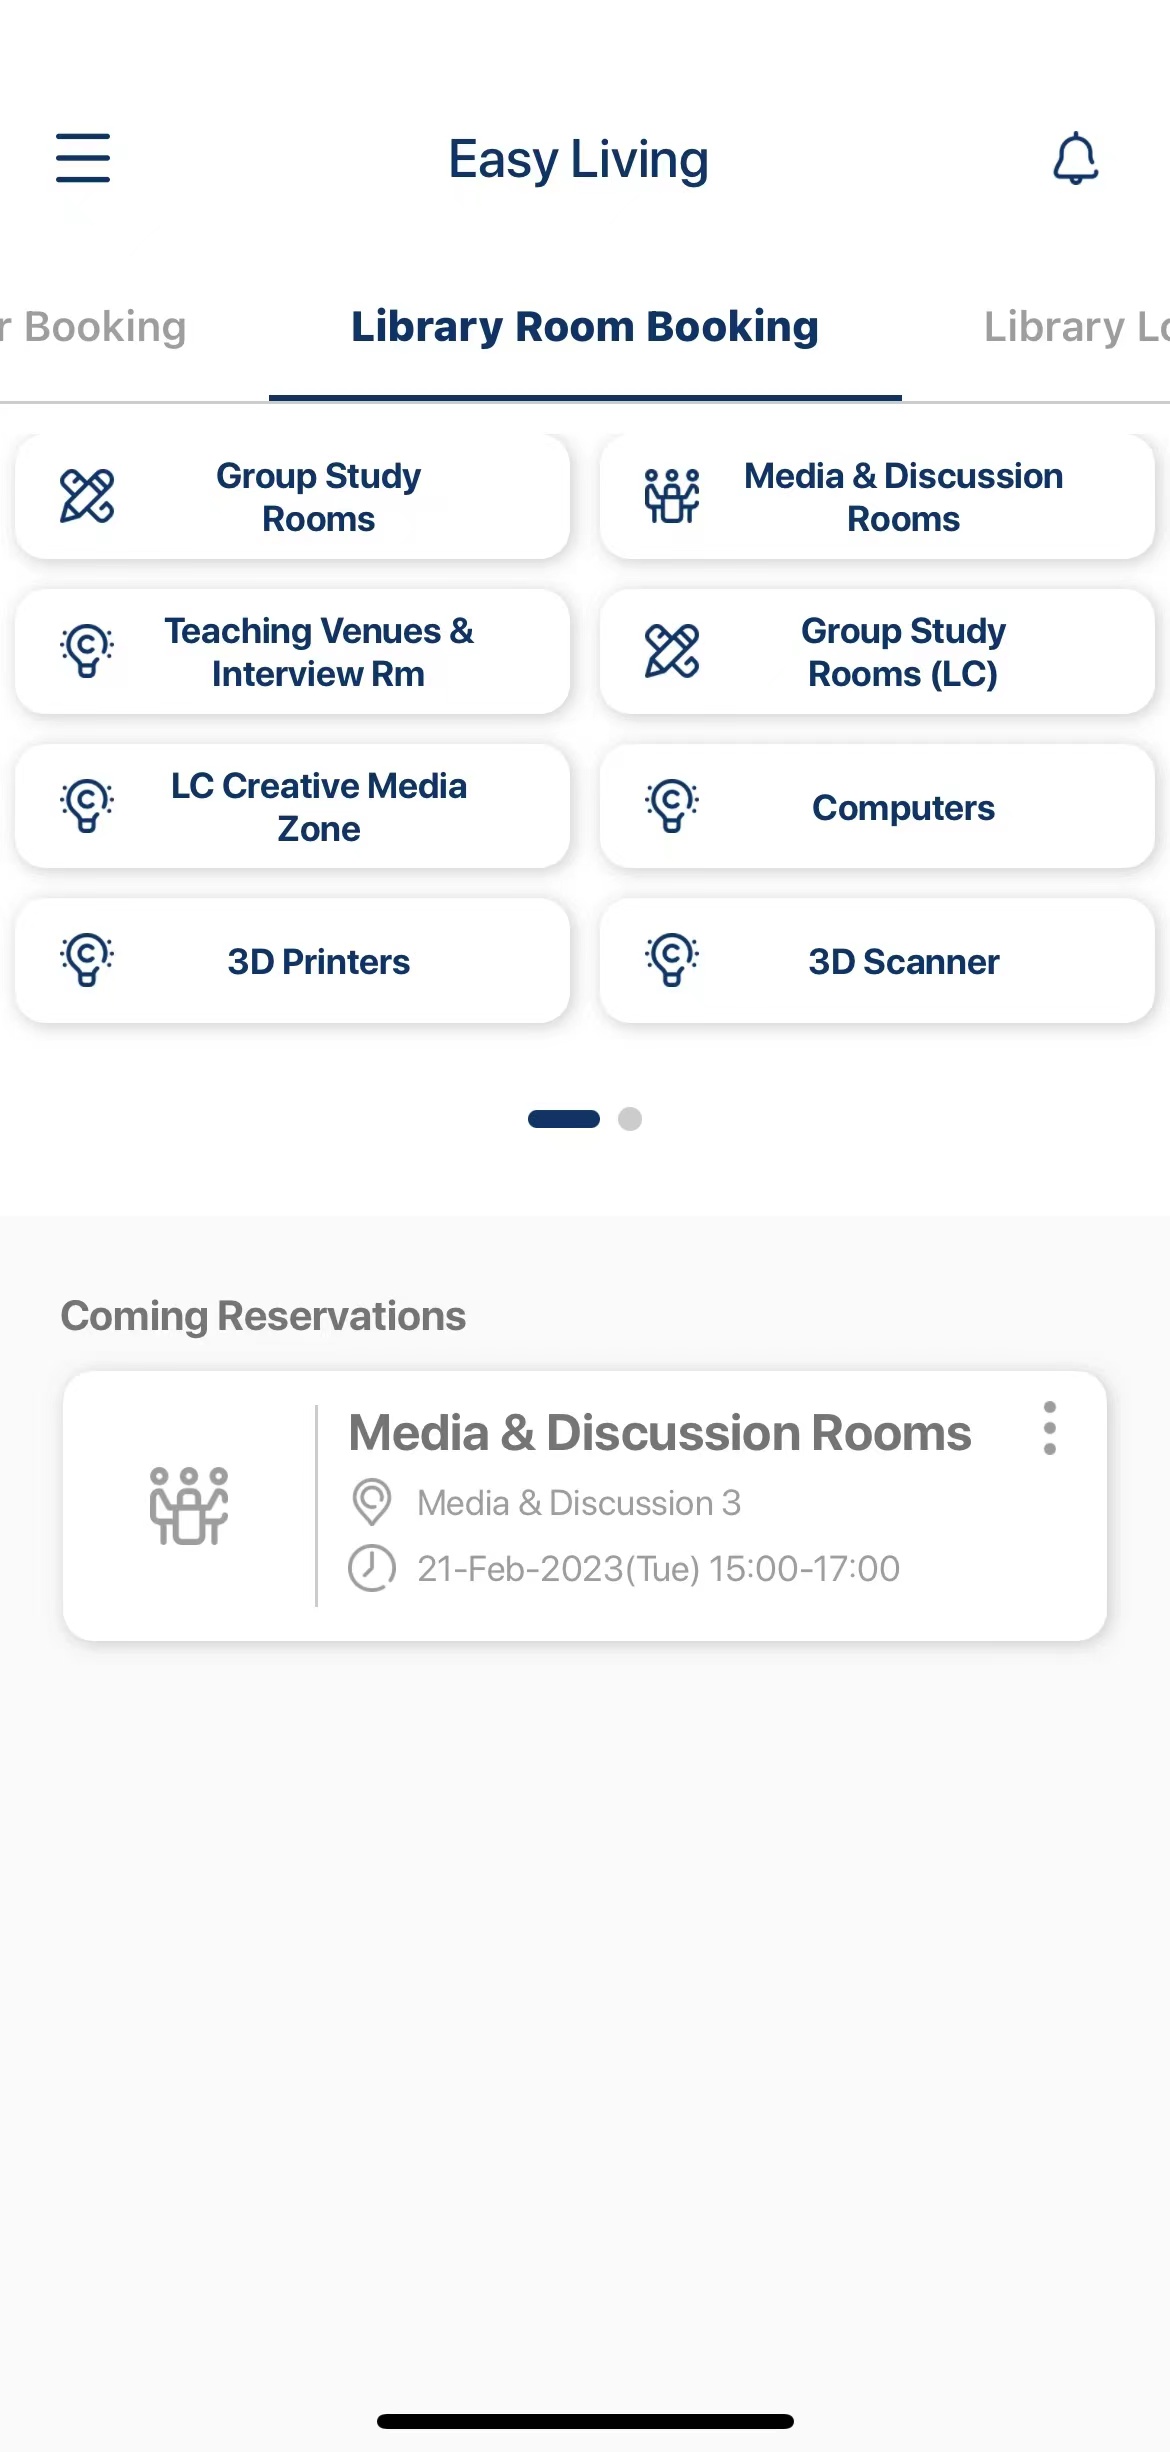 Easy Living
r Booking
Library Room Booking
Library Lo
Group Study
Rooms
Media & Discussion
Rooms
Teaching Venues &
Interview Rm
Group Study
Rooms (LC)
LC Creative Media
Zone
Computers
3D Printers
3D Scanner
Coming Reservations
Media & Discussion Rooms
Media & Discussion 3
21-Feb-2023(Tue) 15:00-17:00